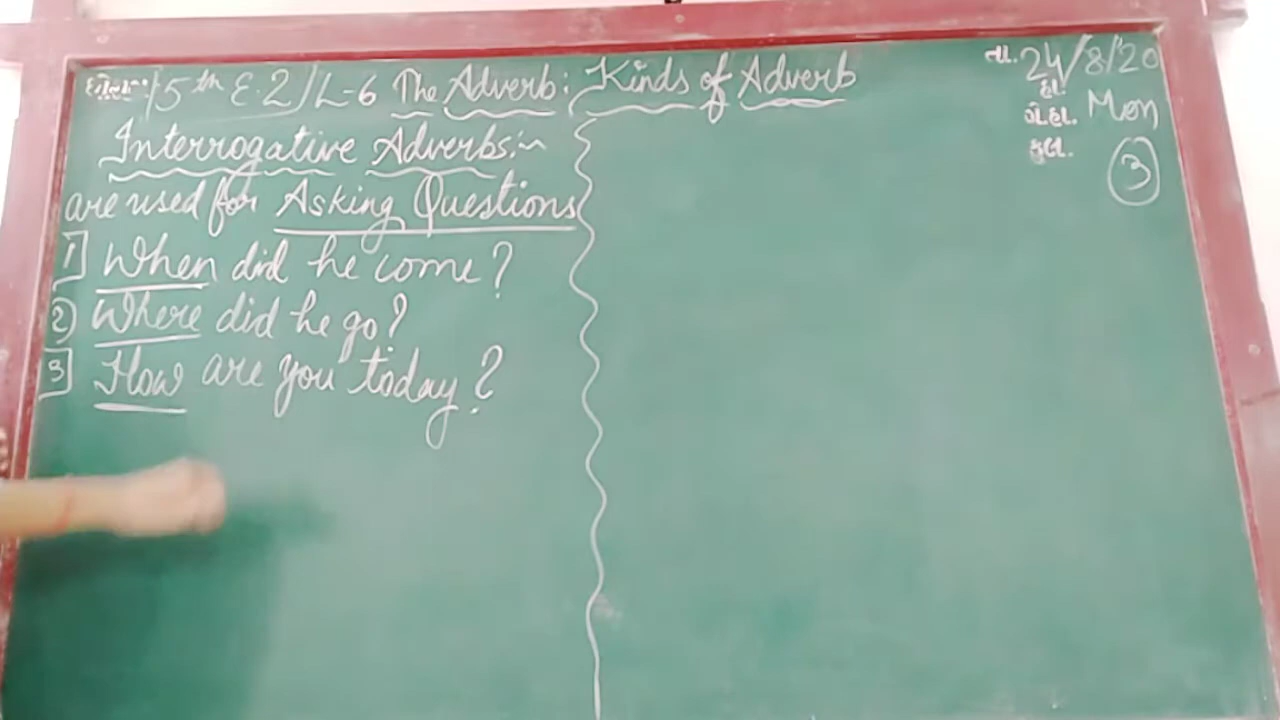 ધોરણ 5th E.2 / L-6 The Adverb: Kinds of Adverb
તા. 24/8/20
હા.
ગે.હા. Mon
કુલ.
3
Interrogative Adverbs:~
are used for Asking Questions
1 When did he come?
2) Where did he go?
3 How are you today?